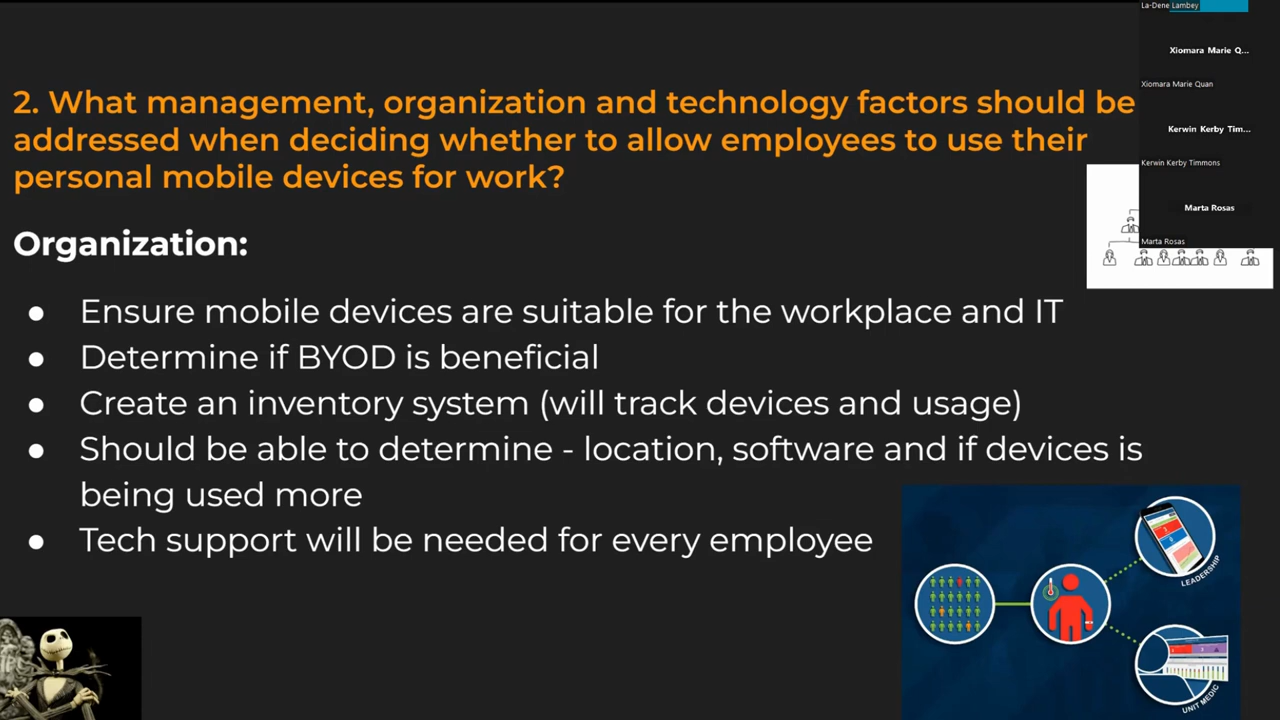 La-Dene Lambey
Xiomara Marie Q...
Xiomara Marie Quan
Kerwin Kerby Tim...
Kerwin Kerby Timmons
Marta Rosas
Marta Rosas
2. What management, organization and technology factors should be
addressed when deciding whether to allow employees to use their
personal mobile devices for work?
Organization:
● Ensure mobile devices are suitable for the workplace and IT
● Determine if BYOD is beneficial
● Create an inventory system (will track devices and usage)
● Should be able to determine - location, software and if devices is
being used more
● Tech support will be needed for every employee
LEADERSHIP
UNIT MEDIC